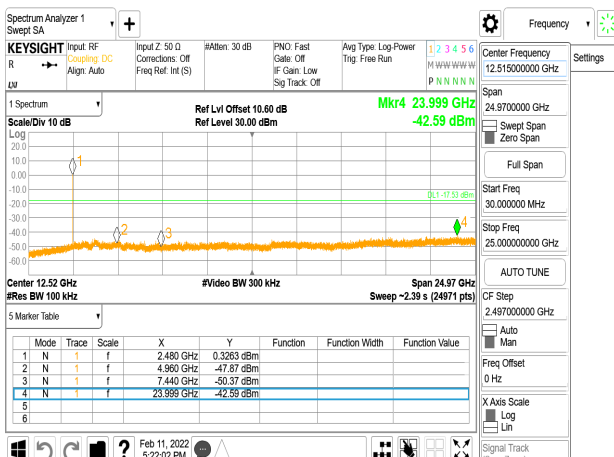 Spectrum Analyzer 1
Swept SA
Frequency
KEYSIGHT
R
Input: RF
Coupling: DC
Align: Auto
Input Z: 50 Ω
Corrections: Off
Freq Ref: Int (S)
#Atten: 30 dB
PNO: Fast
Gate: Off
IF Gain: Low
Sig Track: Off
Avg Type: Log-Power
Trig: Free Run
1 2 3 4 5 6
M W W W W W
P N N N N N
1 Spectrum
Scale/Div 10 dB
Ref Lvl Offset 10.60 dB
Ref Level 30.00 dBm
Mkr4 23.999 GHz
-42.59 dBm
Log
20.0
10.0
0.00
-10.0
-20.0
-30.0
-40.0
-50.0
-60.0
1
2
3
4
DL1 -17.53 dBm
Center 12.52 GHz
#Res BW 100 kHz
#Video BW 300 kHz
Span 24.97 GHz
Sweep ~2.39 s (24971 pts)
5 Marker Table
Mode Trace Scale X Y Function Function Width Function Value
1 N 1 f 2.480 GHz 0.3263 dBm
2 N 1 f 4.960 GHz -47.87 dBm
3 N 1 f 7.440 GHz -50.37 dBm
4 N 1 f 23.999 GHz -42.59 dBm
5
6
Feb 11, 2022
5:22:02 PM
Center Frequency
12.515000000 GHz
Settings
Span
24.9700000 GHz
Swept Span
Zero Span
Full Span
Start Freq
30.000000 MHz
Stop Freq
25.000000000 GHz
AUTO TUNE
CF Step
2.497000000 GHz
Auto
Man
Freq Offset
0 Hz
X Axis Scale
Log
Lin
Signal Track